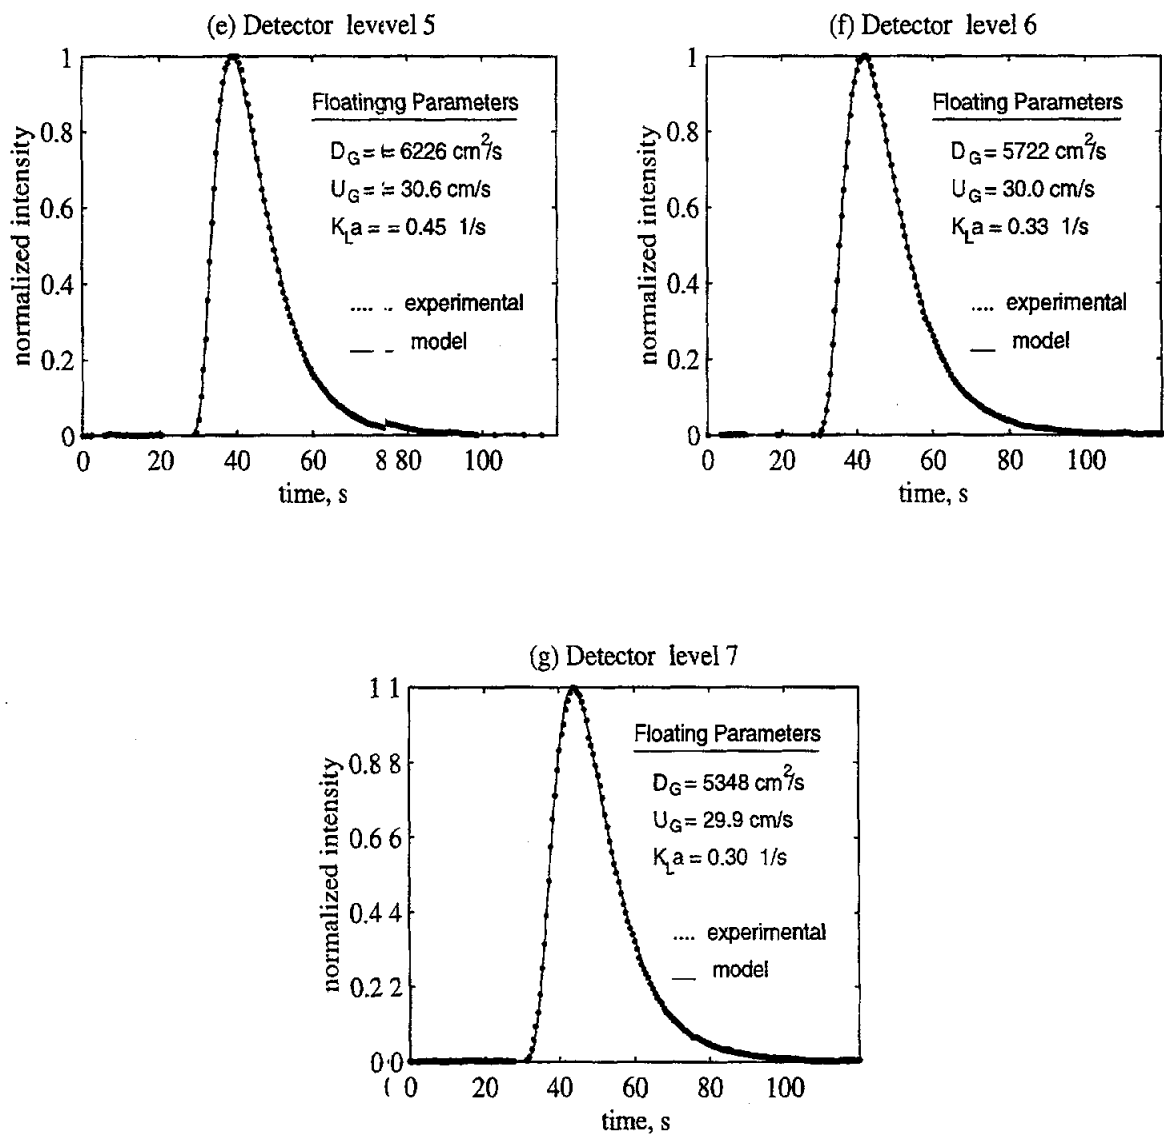 (e) Detector levevel 5
normalized intensity
1
0.8
0.6
0.4
0.2
0
Floatingng Parameters
D_G = = 6226 cm²/s
U_G = = 30.6 cm/s
K_L a = = 0.45 1/s
.... .. experimental
model
0 20 40 60 8 80 100
time, s
(f) Detector level 6
normalized intensity
1
0.8
0.6
0.4
0.2
0
Floating Parameters
D_G = 5722 cm²/s
U_G = 30.0 cm/s
K_L a = 0.33 1/s
.... experimental
model
0 20 40 60 80 100
time, s
(g) Detector level 7
normalized intensity
1 1
0.8 8
0.6 6
0.4 4
0.2 2
0 0
Floating Parameters
D_G = 5348 cm²/s
U_G = 29.9 cm/s
K_L a = 0.30 1/s
.... experimental
model
( 0 20 40 60 80 100
time, s